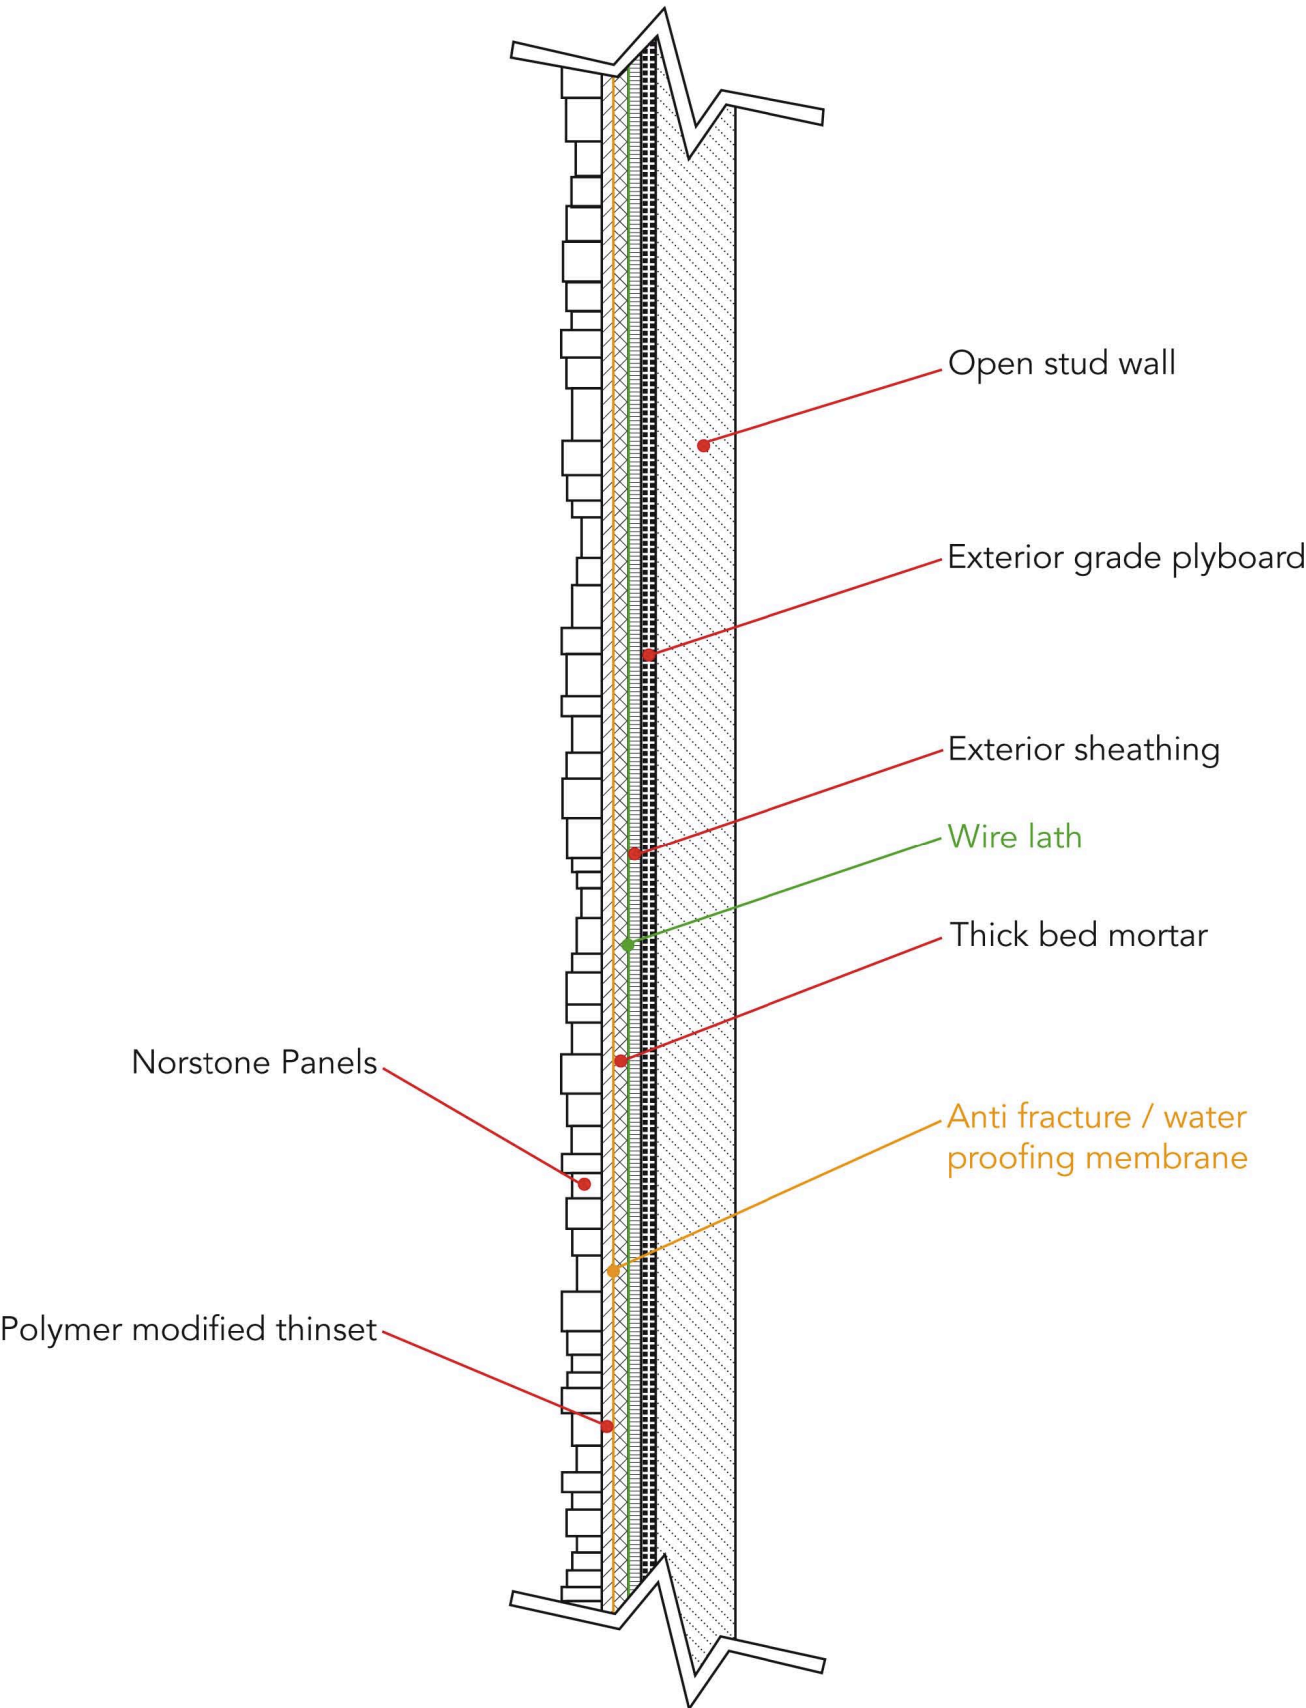 Open stud wall
Exterior grade plyboard
Exterior sheathing
Wire lath
Thick bed mortar
Norstone Panels
Anti fracture / water
proofing membrane
Polymer modified thinset